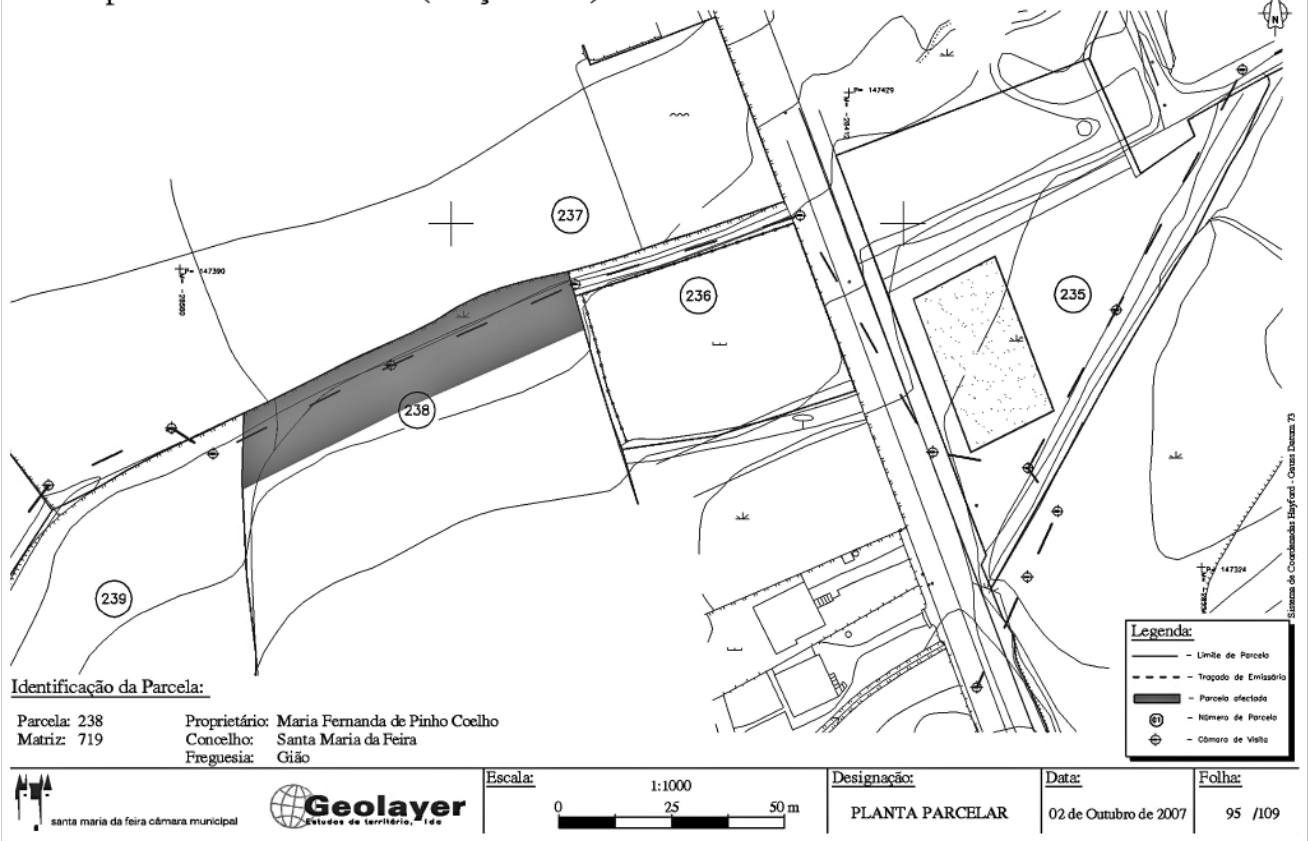 N
P= 147429
237
P= 147390
236
235
238
239
P= 147324
Sistema de Coordenadas Hayford - Gauss Datum 73
Legenda:
- Limite de Parcela
- Traçado de Emissário
- Parcela afectada
- Número de Parcela
- Câmara de Visita
Identificação da Parcela:
Parcela: 238 Proprietário: Maria Fernanda de Pinho Coelho
Matriz: 719 Concelho: Santa Maria da Feira
Freguesia: Gião
santa maria da feira câmara municipal
Geolayer
Estudos de território, lda
Escala:
1:1000
0 25 50 m
Designação:
PLANTA PARCELAR
Data:
02 de Outubro de 2007
Folha:
95 /109